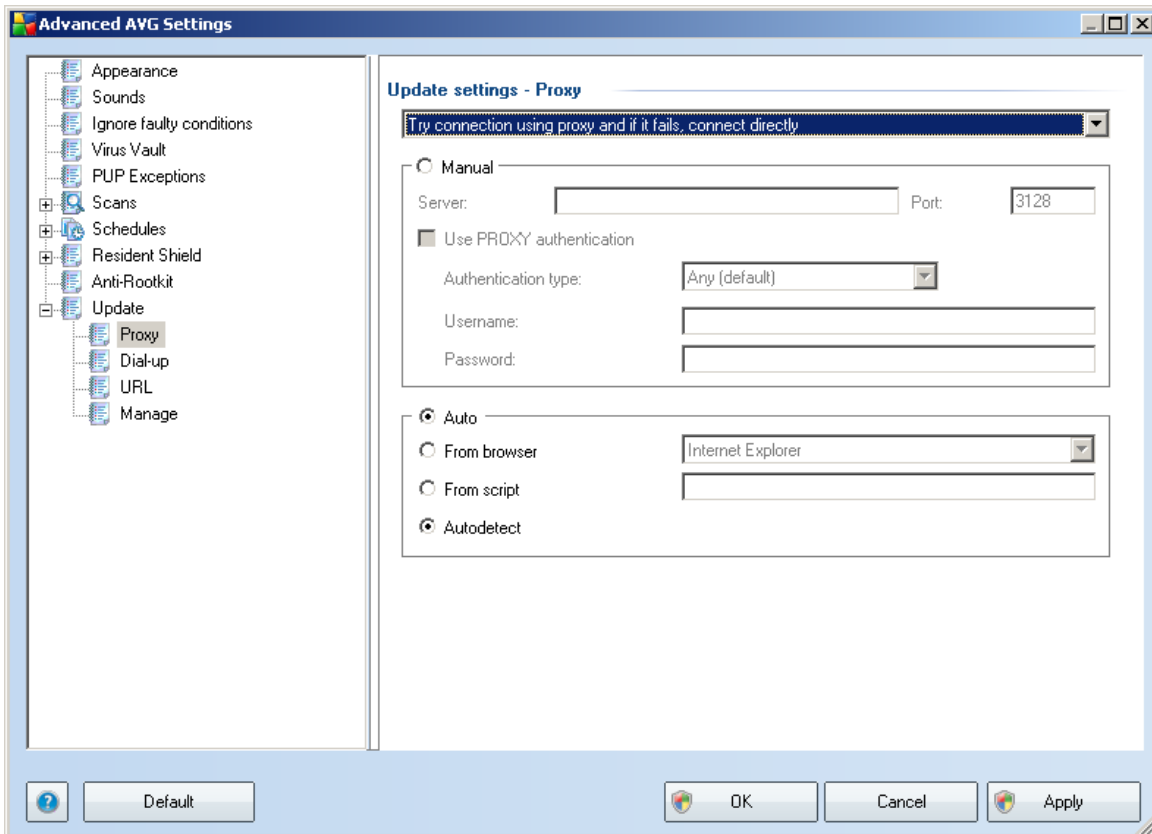 Advanced AVG Settings
Appearance
Sounds
Ignore faulty conditions
Virus Vault
PUP Exceptions
Scans
Schedules
Resident Shield
Anti-Rootkit
Update
Proxy
Dial-up
URL
Manage
Update settings - Proxy
Try connection using proxy and if it fails, connect directly
Manual
Server: Port: 3128
Use PROXY authentication
Authentication type: Any (default)
Username:
Password:
Auto
From browser Internet Explorer
From script
Autodetect
? Default OK Cancel Apply